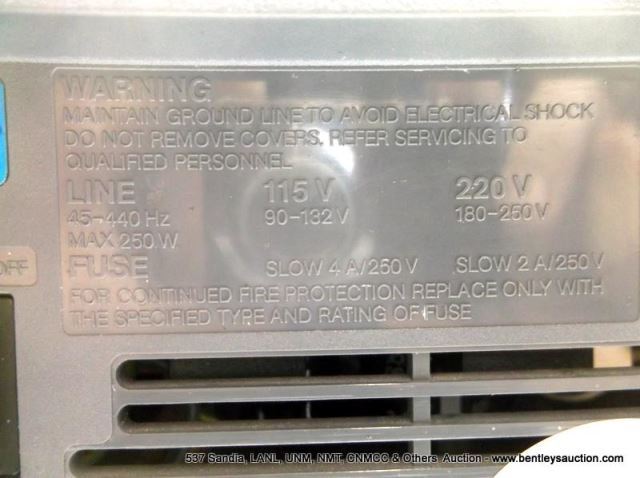 WARNING
MAINTAIN GROUND LINE TO AVOID ELECTRICAL SHOCK
DO NOT REMOVE COVERS. REFER SERVICING TO
QUALIFIED PERSONNEL
LINE 115 V 220 V
45-440 Hz 90-132 V 180-250 V
MAX 250 W
OFF
FUSE SLOW 4 A/250 V SLOW 2 A/250 V
FOR CONTINUED FIRE PROTECTION REPLACE ONLY WITH
THE SPECIFIED TYPE AND RATING OF FUSE
537 Sandia, LANL, UNM, NMT, CNMCC & Others Auction - www.bentleysauction.com